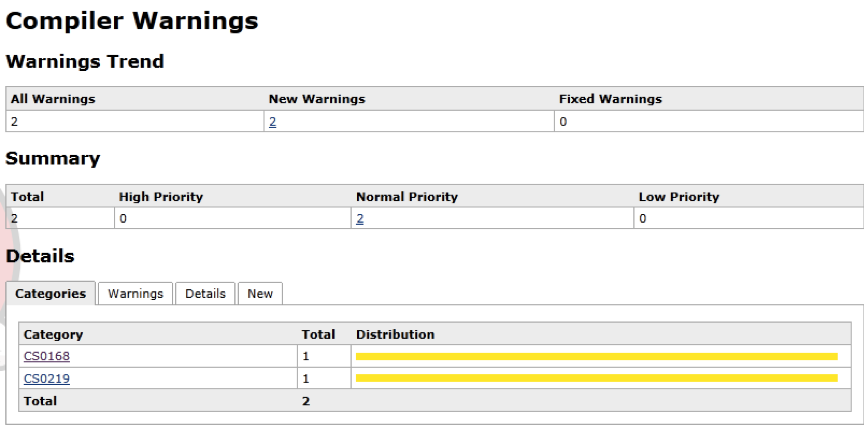 Compiler Warnings
Warnings Trend
All Warnings New Warnings Fixed Warnings
2 2 0
Summary
Total High Priority Normal Priority Low Priority
2 0 2 0
Details
Categories Warnings Details New
Category Total Distribution
CS0168 1
CS0219 1
Total 2